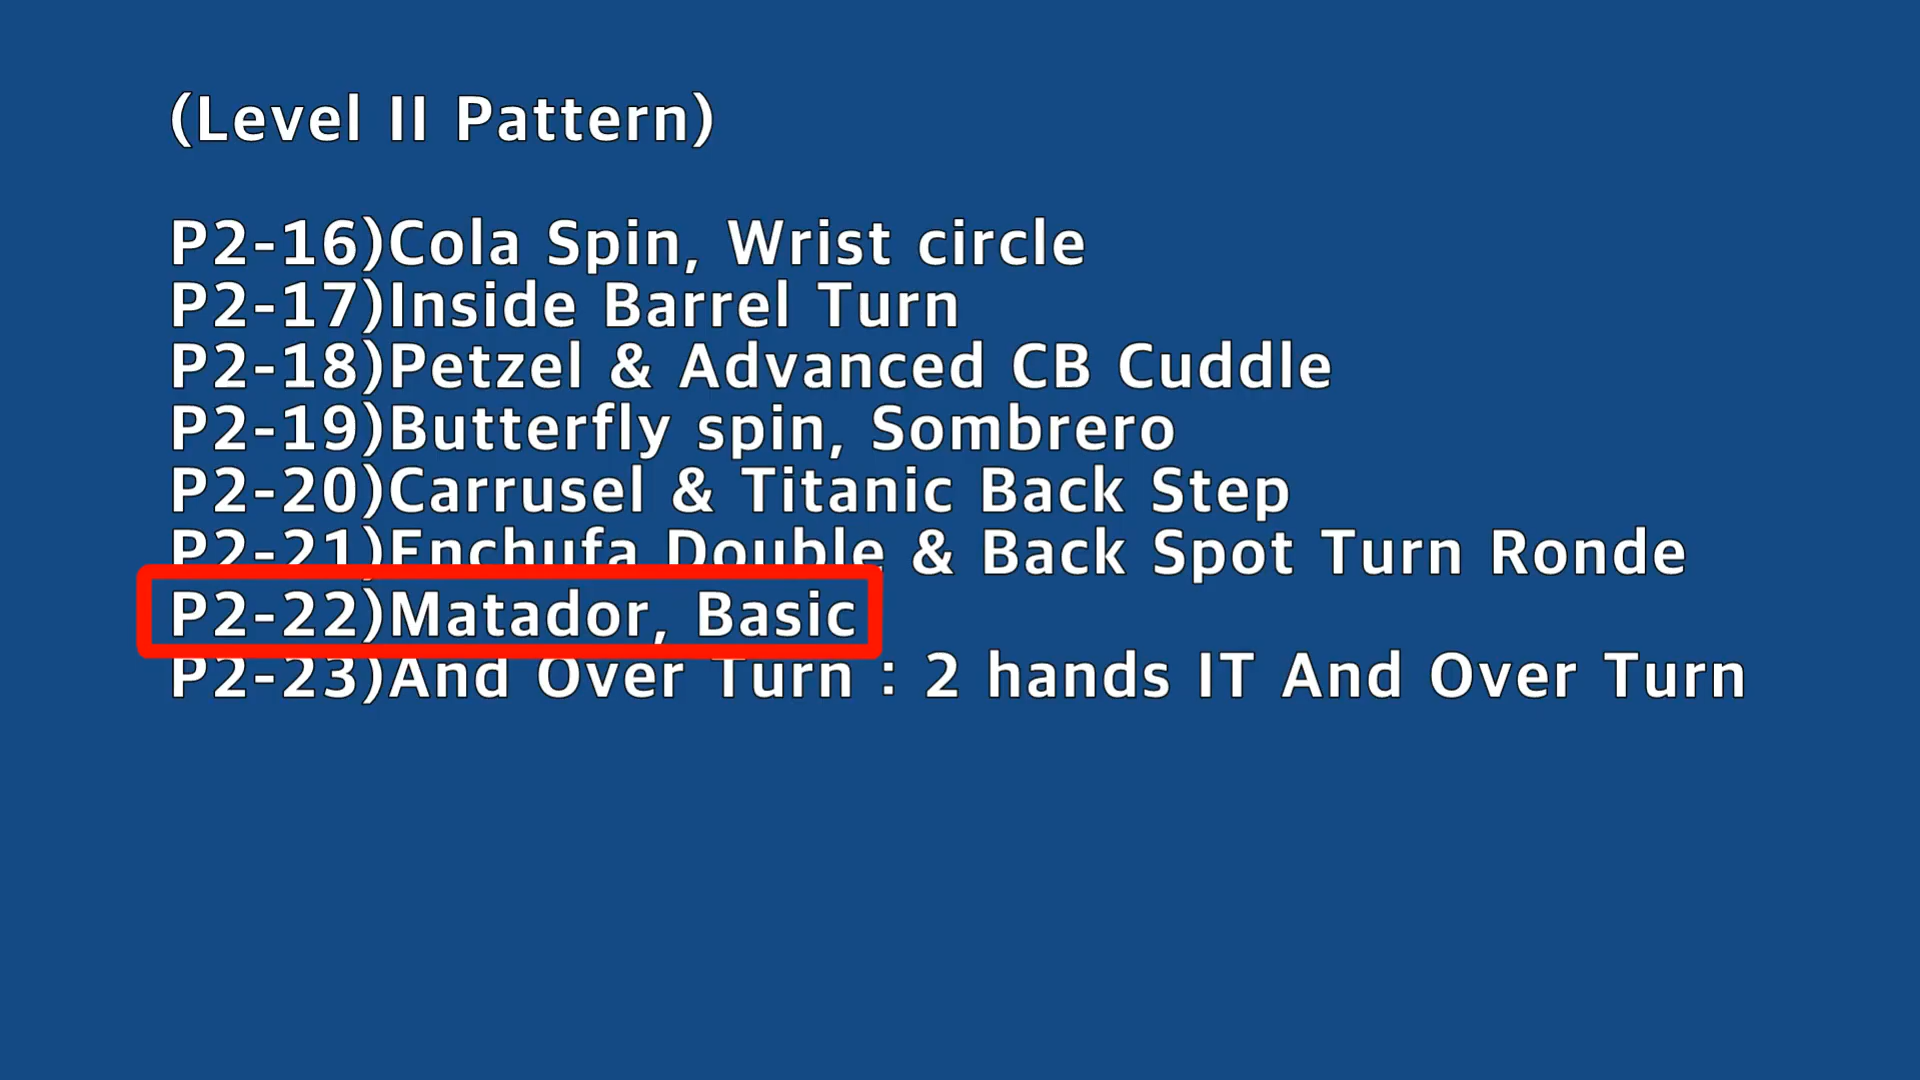 (Level II Pattern)
P2-16)Cola Spin, Wrist circle
P2-17)Inside Barrel Turn
P2-18)Petzel & Advanced CB Cuddle
P2-19)Butterfly spin, Sombrero
P2-20)Carrusel & Titanic Back Step
P2-21)Enchufa Double & Back Spot Turn Ronde
P2-22)Matador, Basic
P2-23)And Over Turn : 2 hands IT And Over Turn